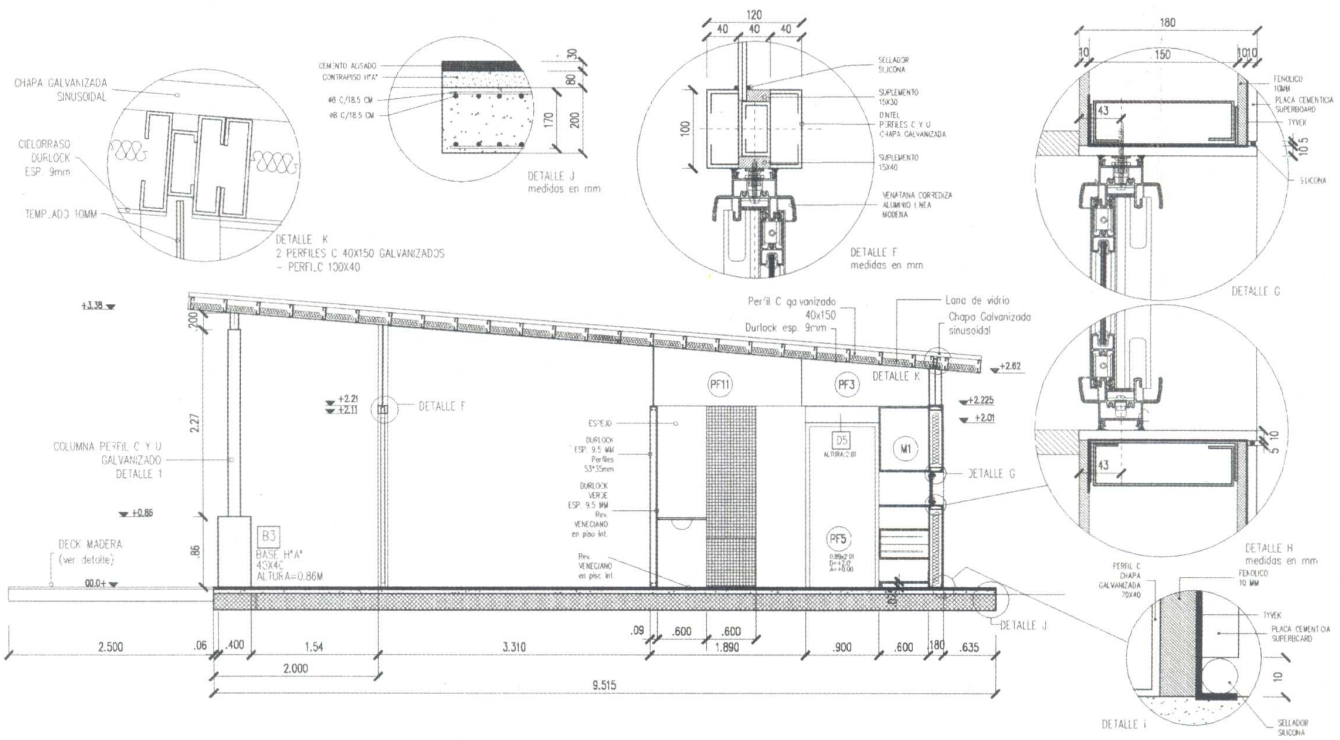 CHAPA GALVANIZADA
SINUSOIDAL
CIELORRASO
DURLOCK
ESP. 9mm
TEMPLADO 10MM
DETALLE K
2 PERFILES C 40X150 GALVANIZADOS
- PERFIL C 100X40
CEMENTO ALISADO
CONTRAPISO H°A°
Ø8 C/18.5 CM
Ø8 C/18.5 CM
30
80
170
200
DETALLE J
medidas en mm
120
40
40
40
100
SELLADOR
SILICONA
SUPLEMENTO
15X30
DINTEL
PERFILES C Y U
CHAPA GALVANIZADA
SUPLEMENTO
15X40
VENATANA CORREDIZA
ALUMINIO LINEA
MODENA
DETALLE F
medidas en mm
180
10
150
10
10
FENOLICO
10MM
PLACA CEMENTICIA
SUPERBOARD
TYVEK
43
10
5
SILICONA
DETALLE G
43
5
10
DETALLE H
medidas en mm
+3.38
200
2.27
COLUMNA PERFIL C Y U
GALVANIZADO
DETALLE 1
+0.86
.86
DECK MADERA
(ver detalle)
00.0+
B3
BASE H°A°
40X40
ALTURA=0.86M
+2.21
+2.11
DETALLE F
Perfil C galvanizado
40x150
Durlock esp. 9mm
Lana de vidrio
Chapa Galvanizada
sinusoidal
DETALLE K
+2.62
+2.225
+2.01
PF11
PF3
D5
ALTURA:2.01
M1
PF5
0.89x2.01
DETALLE G
ESPEJO
DURLOCK
ESP. 9.5 MM
Perfiles
53*35mm
DURLOCK
VERDE
ESP. 9.5 MM
Rev.
VENECIANO
en piso int.
Rev.
VENECIANO
en piso int
DETALLE J
2.500
.06
.400
1.54
3.310
.09
.600
.600
1.890
.900
.600
180
.635
2.000
9.515
PERFIL C
CHAPA
GALVANIZADA
70X40
FENOLICO
10 MM
TYVEK
PLACA CEMENTICIA
SUPERBOARD
10
SELLADOR
SILICONA
DETALLE I